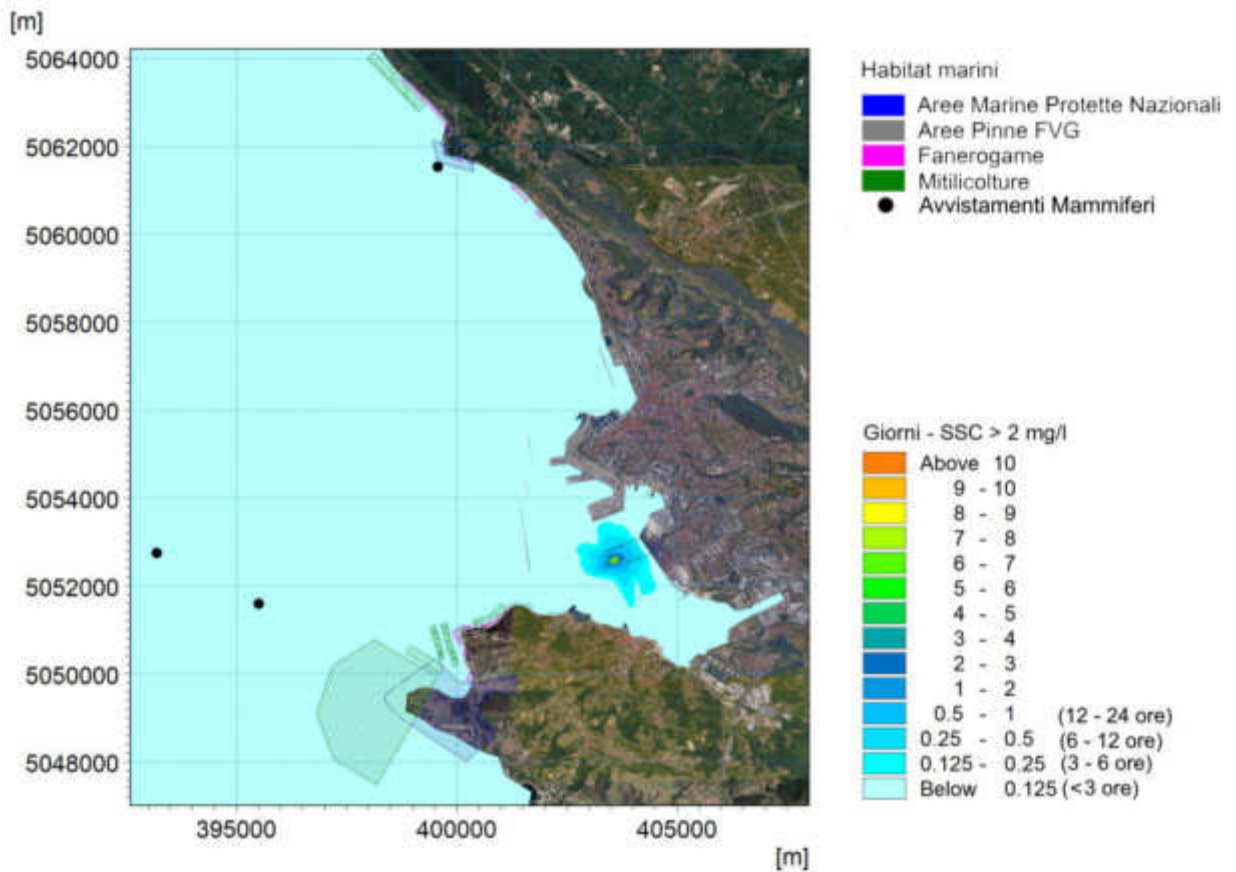 [m]
5064000
5062000
5060000
5058000
5056000
5054000
5052000
5050000
5048000
395000
400000
405000
[m]
Habitat marini
Aree Marine Protette Nazionali
Aree Pinne FVG
Fanerogame
Mitilicolture
Avvistamenti Mammiferi
Giorni - SSC > 2 mg/l
Above 10
9 - 10
8 - 9
7 - 8
6 - 7
5 - 6
4 - 5
3 - 4
2 - 3
1 - 2
0.5 - 1 (12 - 24 ore)
0.25 - 0.5 (6 - 12 ore)
0.125 - 0.25 (3 - 6 ore)
Below 0.125 (<3 ore)